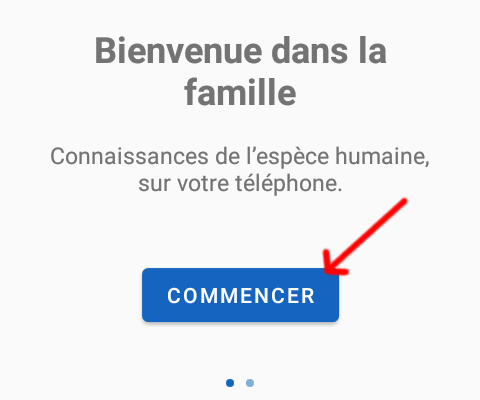 Bienvenue dans la
famille
Connaissances de l’espèce humaine,
sur votre téléphone.
COMMENCER